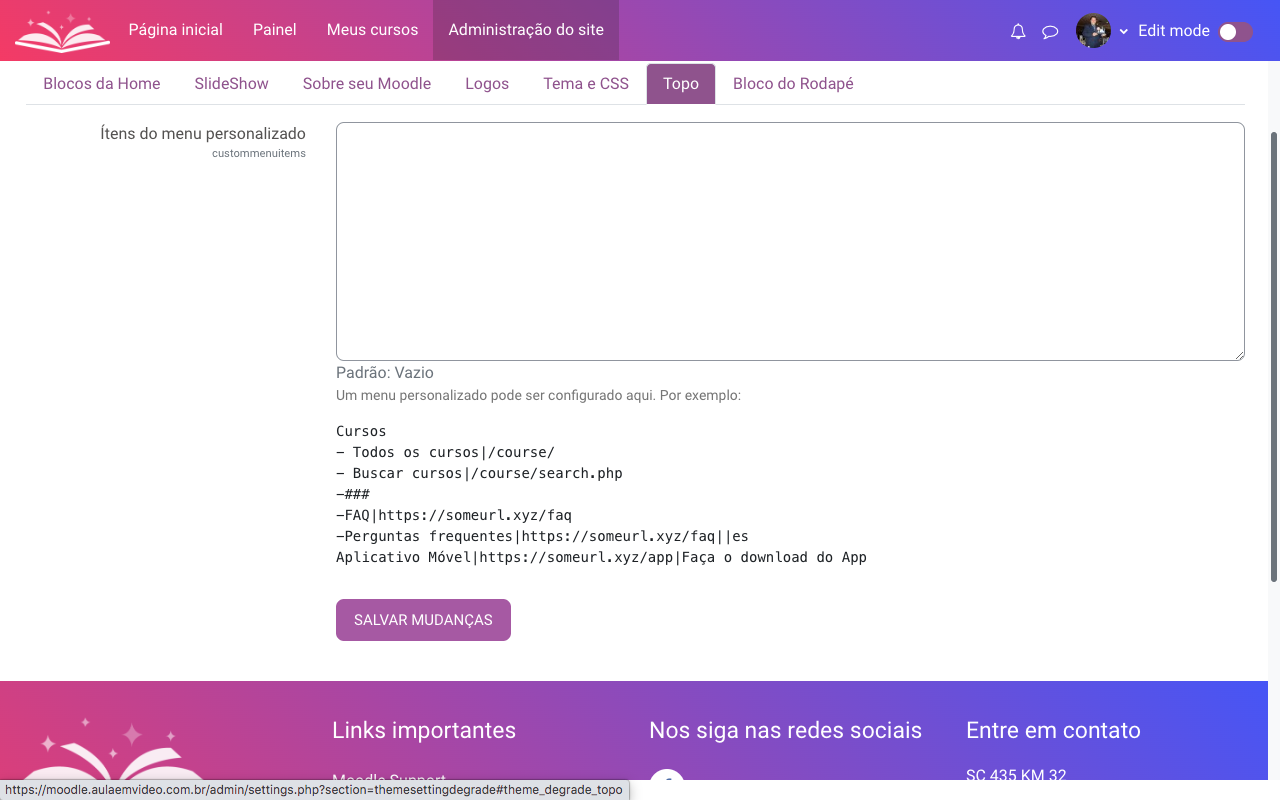 Página inicial Painel Meus cursos Administração do site Edit mode
Blocos da Home SlideShow Sobre seu Moodle Logos Tema e CSS Topo Bloco do Rodapé
Ítens do menu personalizado
custommenuitems
Padrão: Vazio
Um menu personalizado pode ser configurado aqui. Por exemplo:
Cursos
- Todos os cursos|/course/
- Buscar cursos|/course/search.php
-###
-FAQ|https://someurl.xyz/faq
-Perguntas frequentes|https://someurl.xyz/faq||es
Aplicativo Móvel|https://someurl.xyz/app|Faça o download do App
SALVAR MUDANÇAS
Links importantes Nos siga nas redes sociais Entre em contato
Moodle Support SC 435 KM 32
https://moodle.aulaemvideo.com.br/admin/settings.php?section=themesettingdegrade#theme_degrade_topo